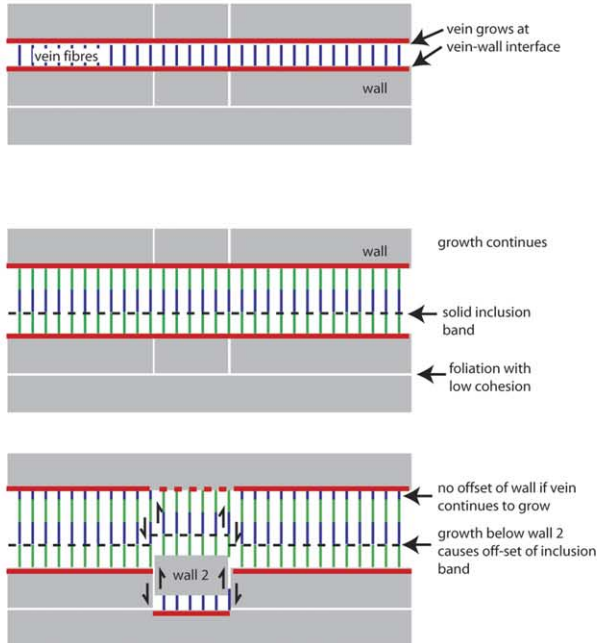 vein grows at
vein-wall interface
vein fibres
wall
wall
growth continues
solid inclusion
band
foliation with
low cohesion
no offset of wall if vein
continues to grow
growth below wall 2
causes off-set of inclusion
band
wall 2